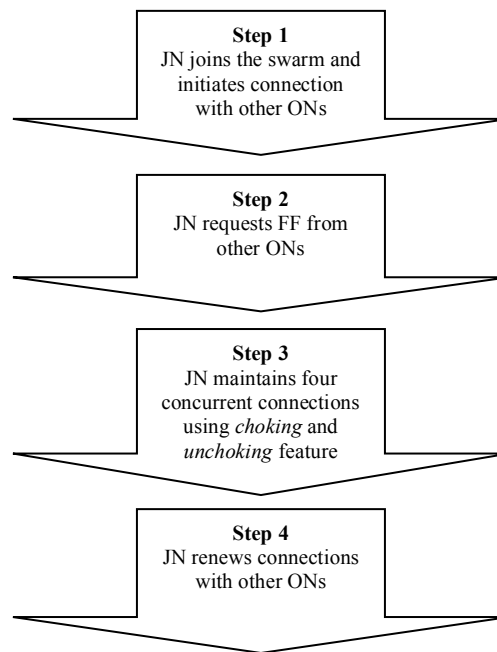 Step 1
JN joins the swarm and
initiates connection
with other ONs
Step 2
JN requests FF from
other ONs
Step 3
JN maintains four
concurrent connections
using choking and
unchoking feature
Step 4
JN renews connections
with other ONs